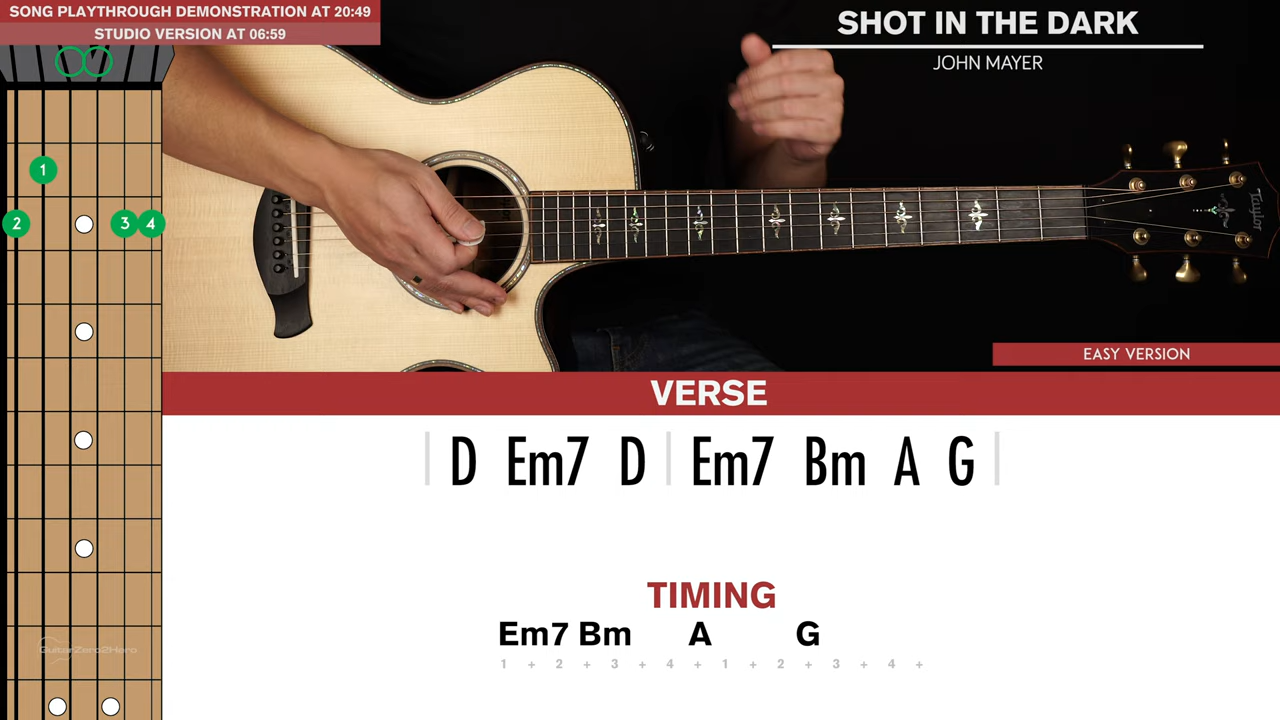 SONG PLAYTHROUGH DEMONSTRATION AT 20:49
STUDIO VERSION AT 06:59
SHOT IN THE DARK
JOHN MAYER
1
2 3 4
Taylor
EASY VERSION
VERSE
| D Em7 D | Em7 Bm A G |
TIMING
Em7 Bm A G
1 + 2 + 3 + 4 + 1 + 2 + 3 + 4 +
GuitarZero2Hero